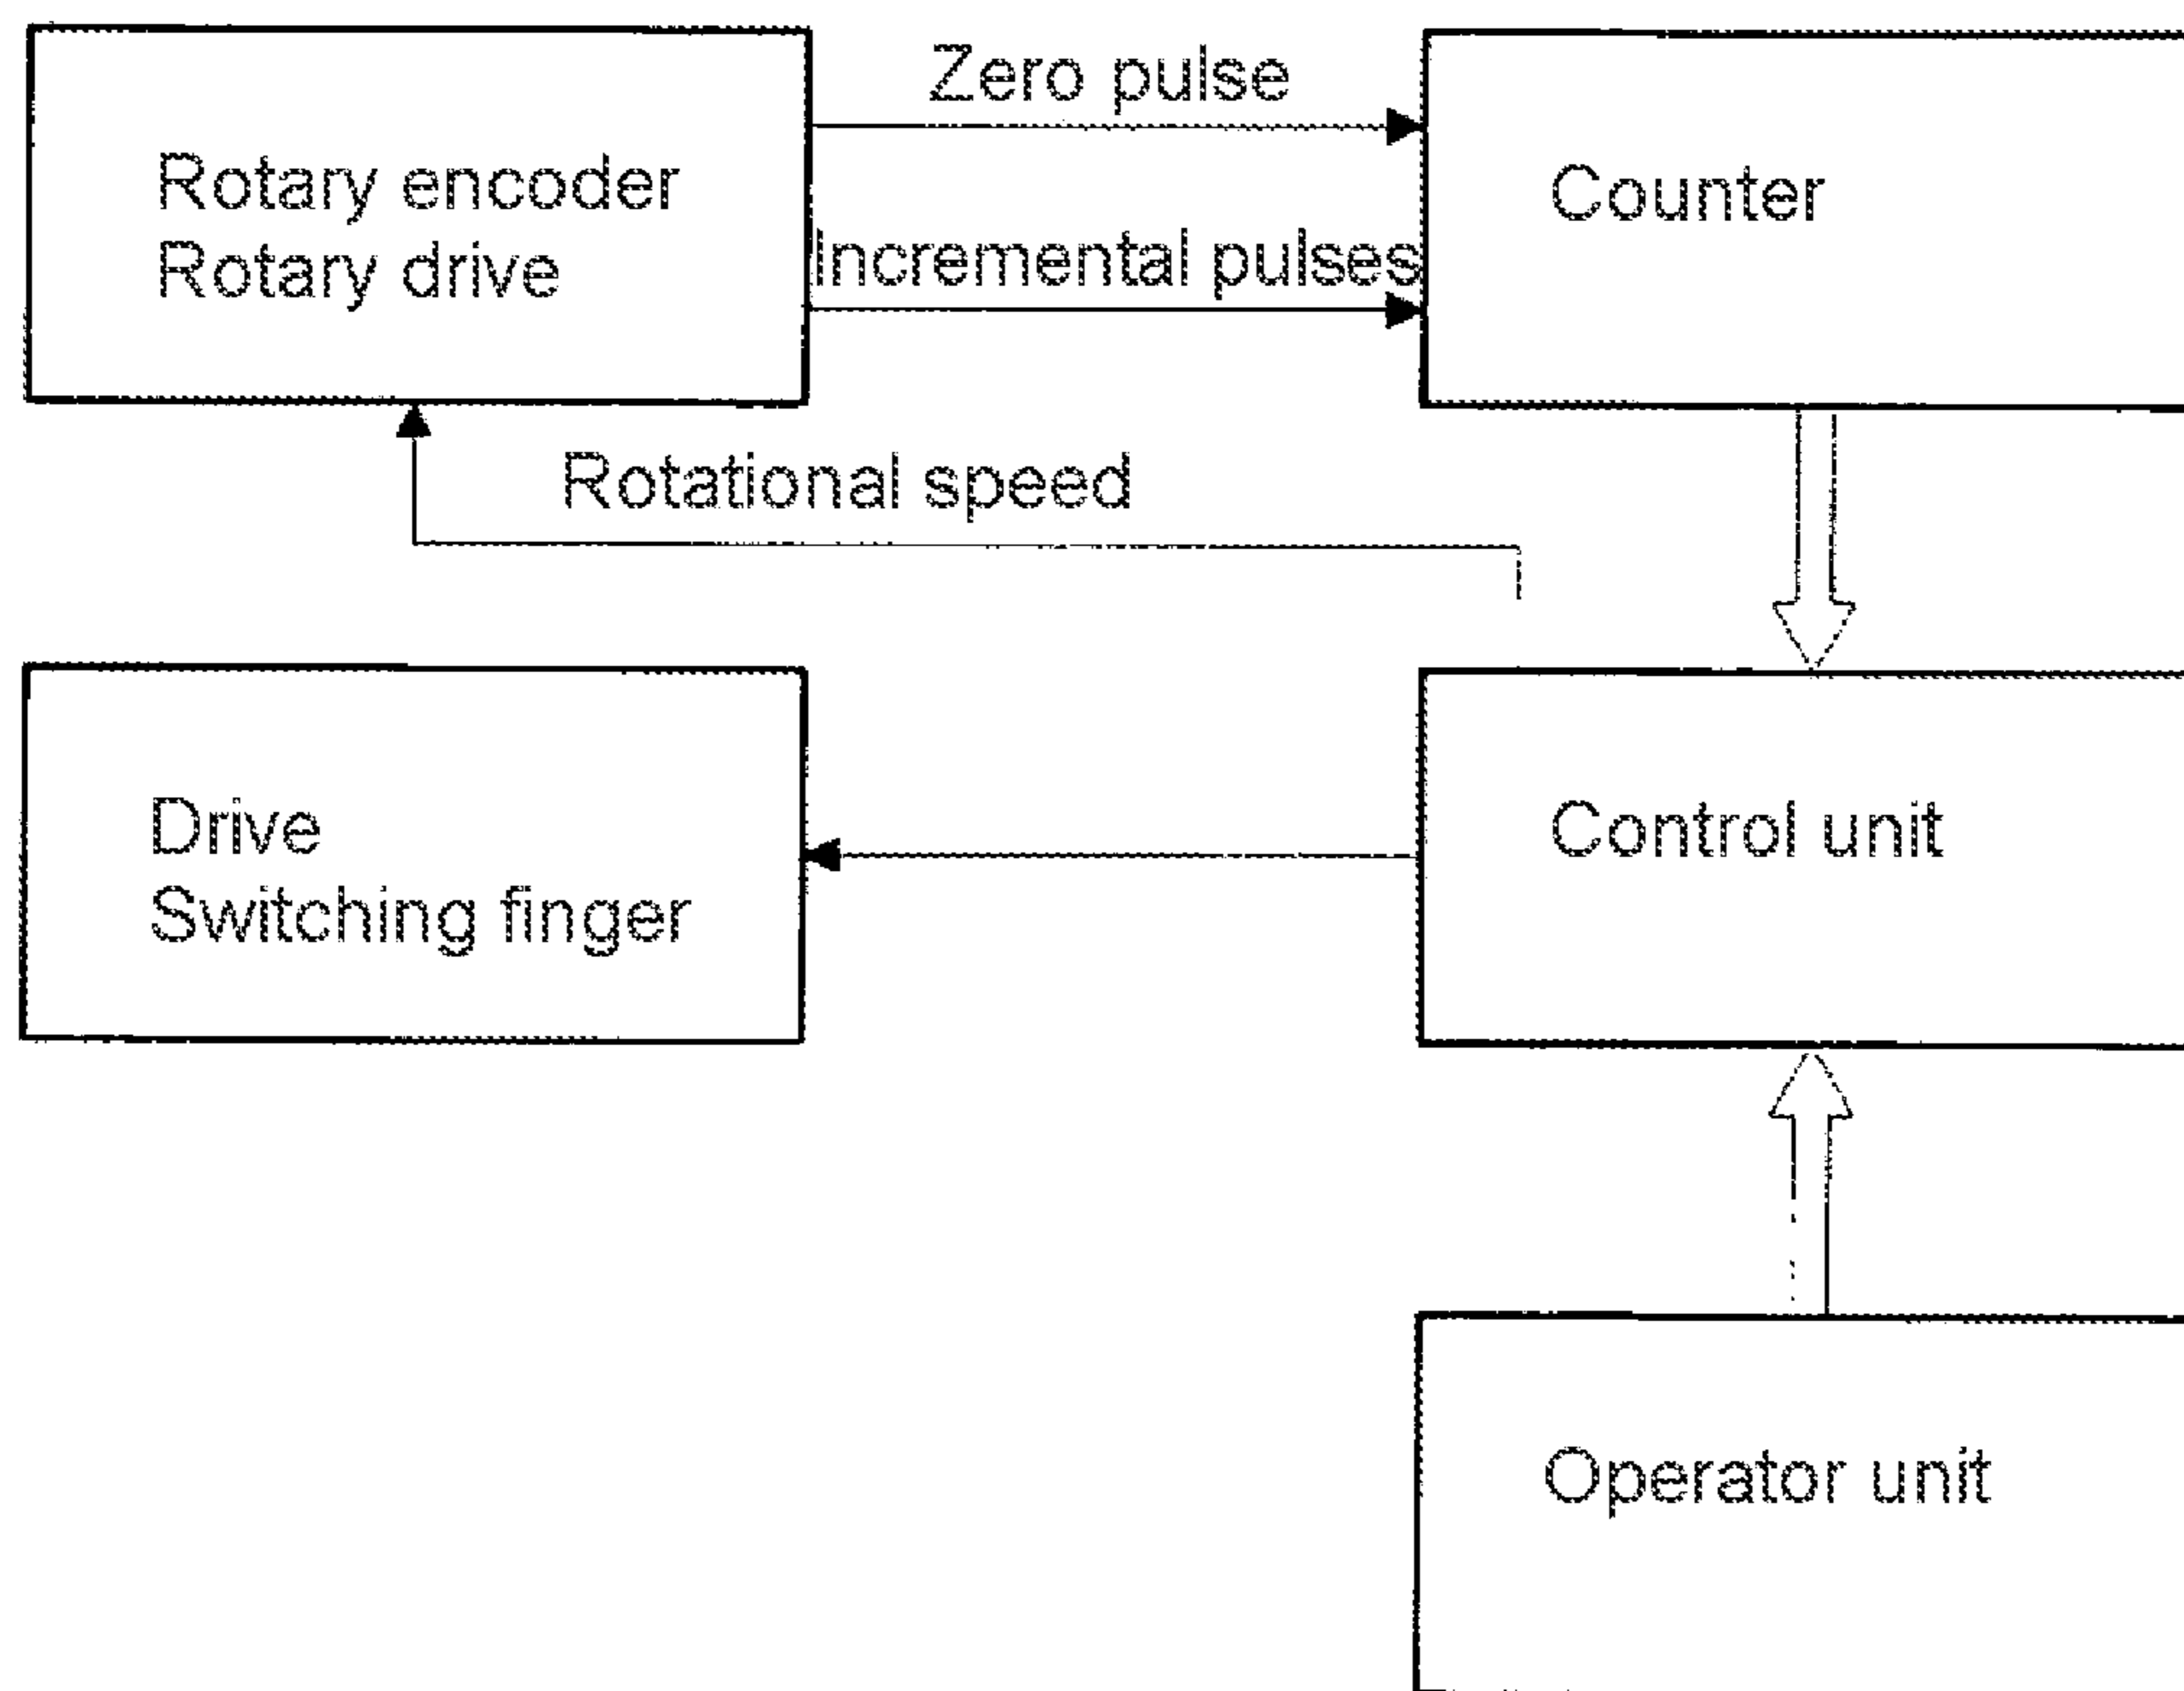 Zero pulse
Rotary encoder
Rotary drive
Counter
Incremental pulses
Rotational speed
Drive
Switching finger
Control unit
Operator unit